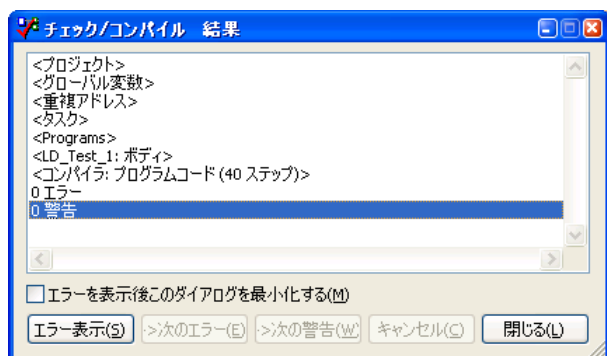 チェック/コンパイル 結果
<プロジェクト>
<グローバル変数>
<重複アドレス>
<タスク>
<Programs>
<LD_Test_1: ボディ>
<コンパイラ: プログラムコード (40 ステップ)>
0 エラー
0 警告
エラーを表示後このダイアログを最小化する(M)
エラー表示(S) ->次のエラー(E) ->次の警告(W) キャンセル(C) 閉じる(L)